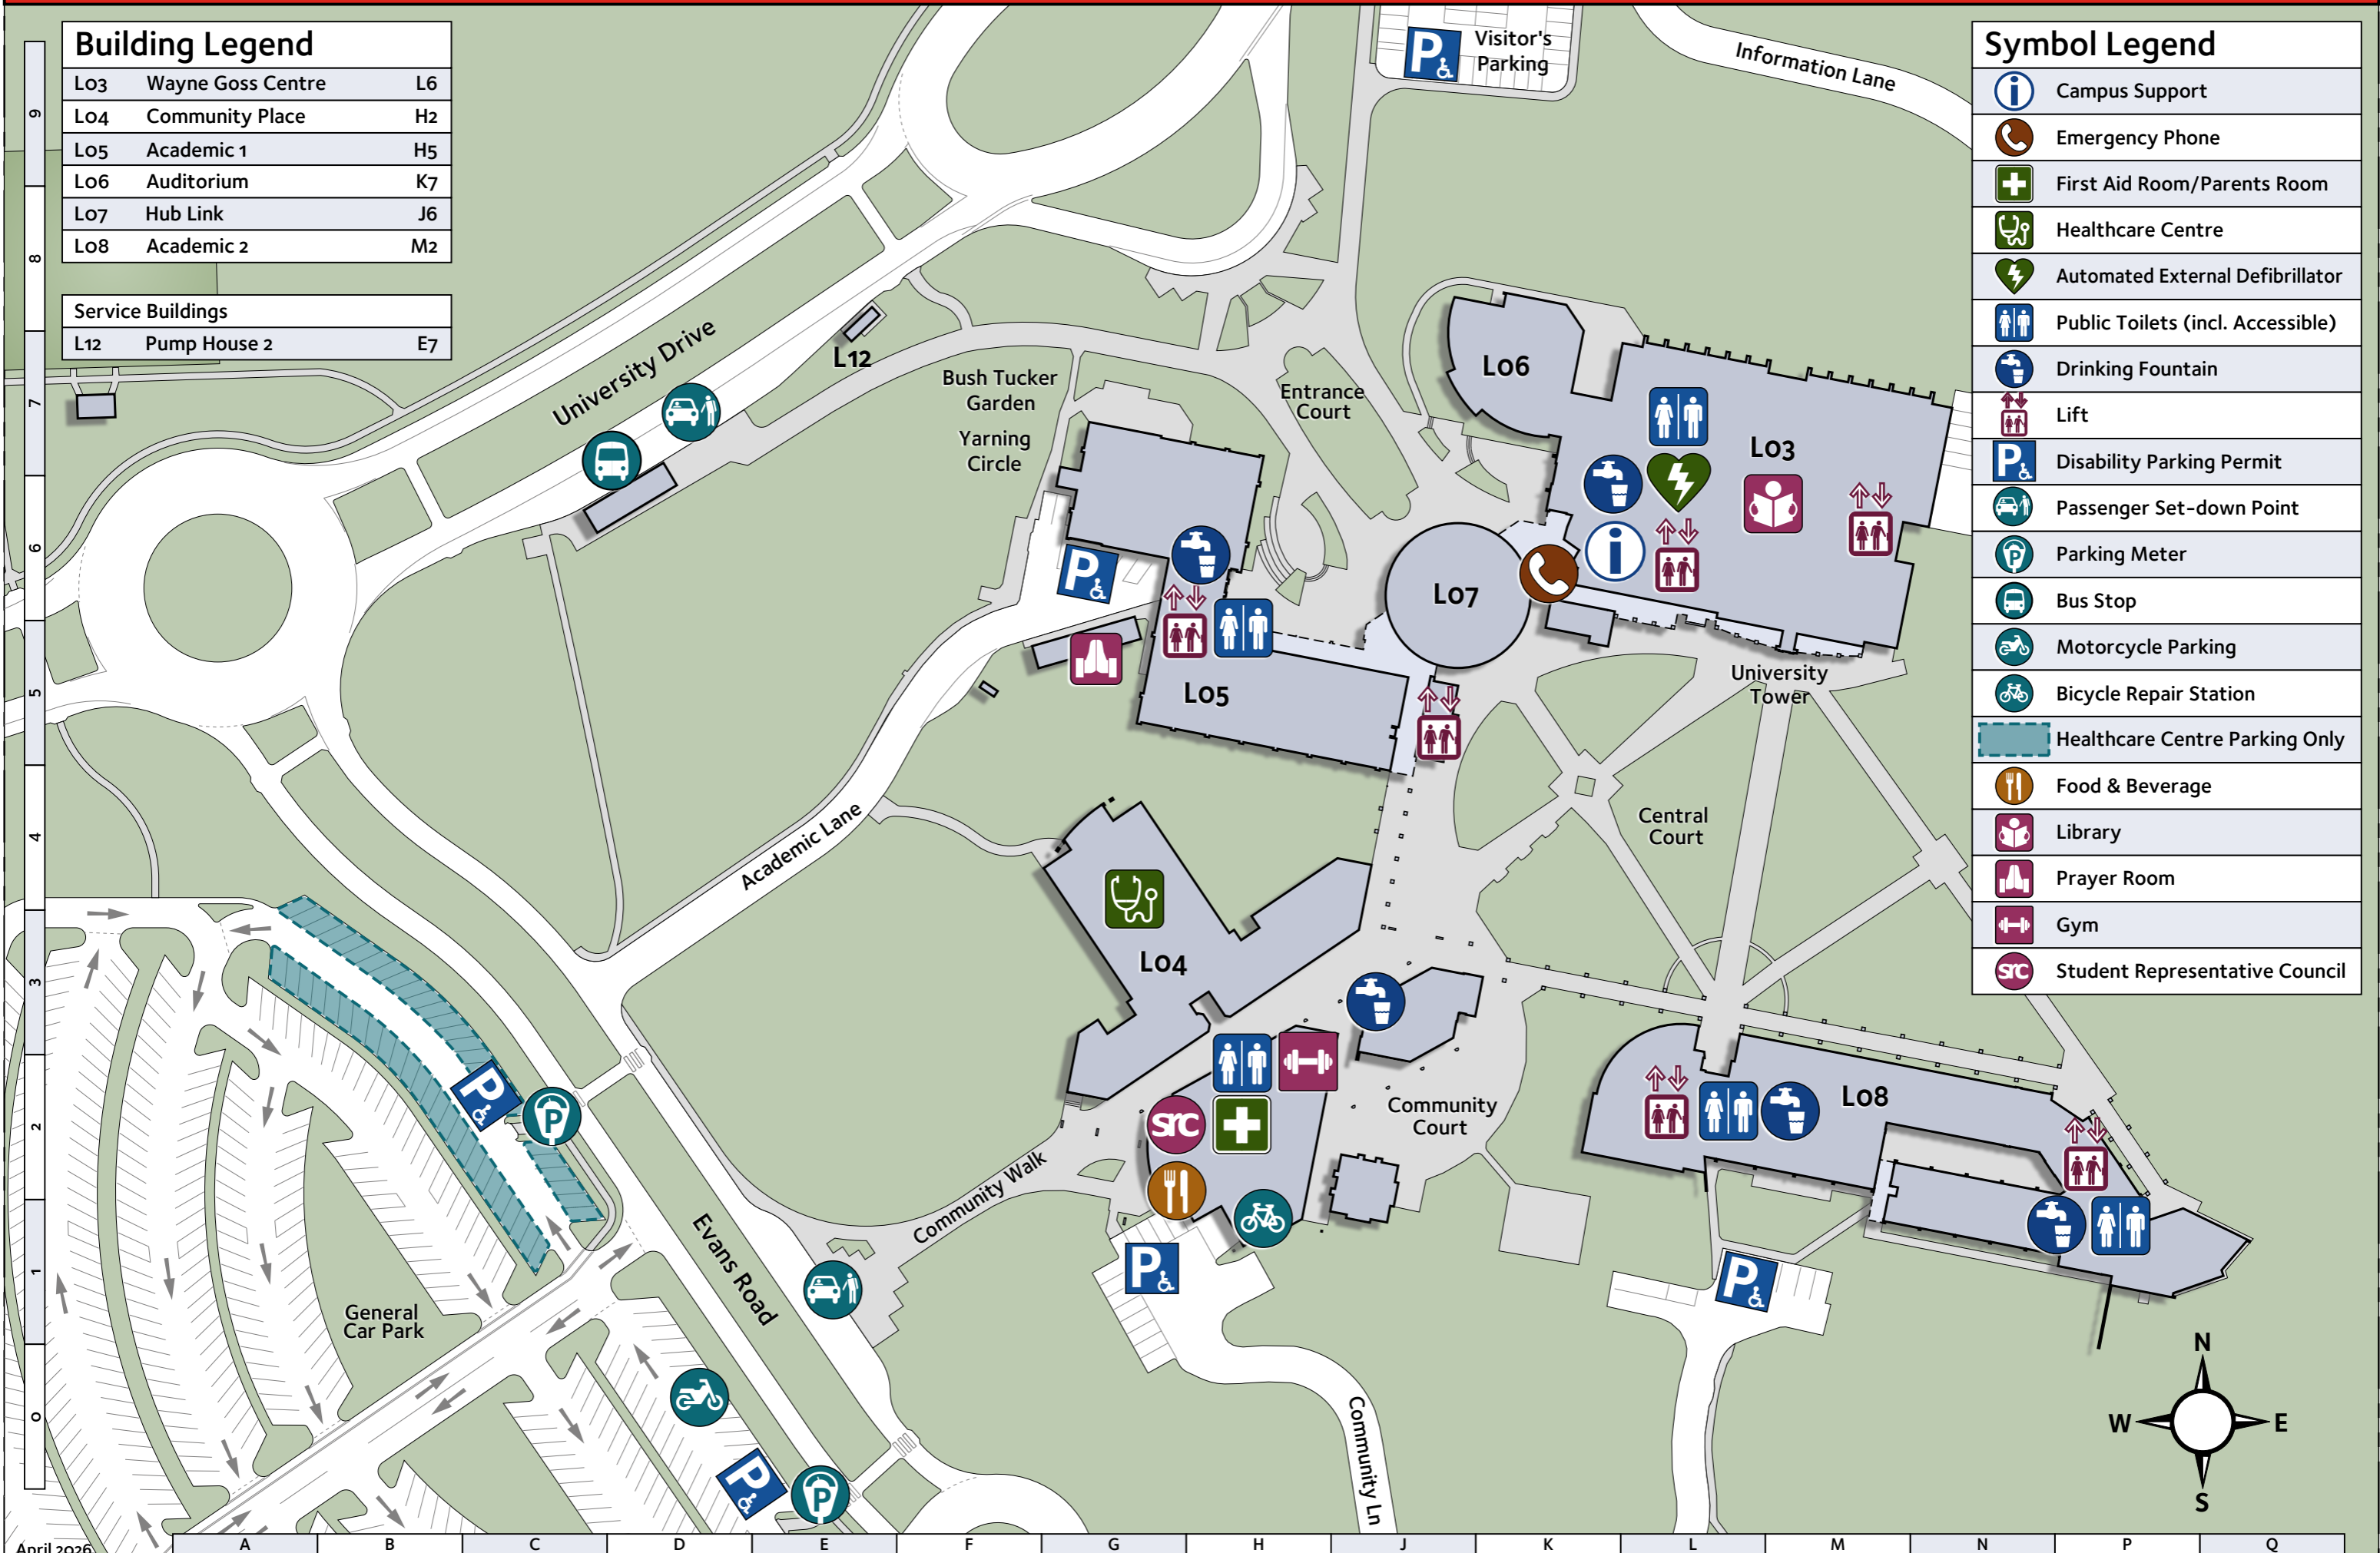 Building Legend
L03 Wayne Goss Centre L6
L04 Community Place H2
L05 Academic 1 H5
L06 Auditorium K7
L07 Hub Link J6
L08 Academic 2 M2
Service Buildings
L12 Pump House 2 E7
Symbol Legend
Campus Support
Emergency Phone
First Aid Room/Parents Room
Healthcare Centre
Automated External Defibrillator
Public Toilets (incl. Accessible)
Drinking Fountain
Lift
P Disability Parking Permit
Passenger Set-down Point
P Parking Meter
Bus Stop
Motorcycle Parking
Bicycle Repair Station
Healthcare Centre Parking Only
Food & Beverage
Library
Prayer Room
Gym
src Student Representative Council
P
Visitor's
Parking
Information Lane
University Drive
L12
Bush Tucker
Garden
Yarning
Circle
Entrance
Court
L06
L03
i
L07
P
L05
University
Tower
Central
Court
Academic Lane
L04
P
P
src
Community
Court
L08
Community Walk
P
P
Evans Road
General
Car Park
P
P
Community Ln
N
W
E
S
9
8
7
6
5
4
3
2
1
0
A B C D E F G H J K L M N P Q
April 2026